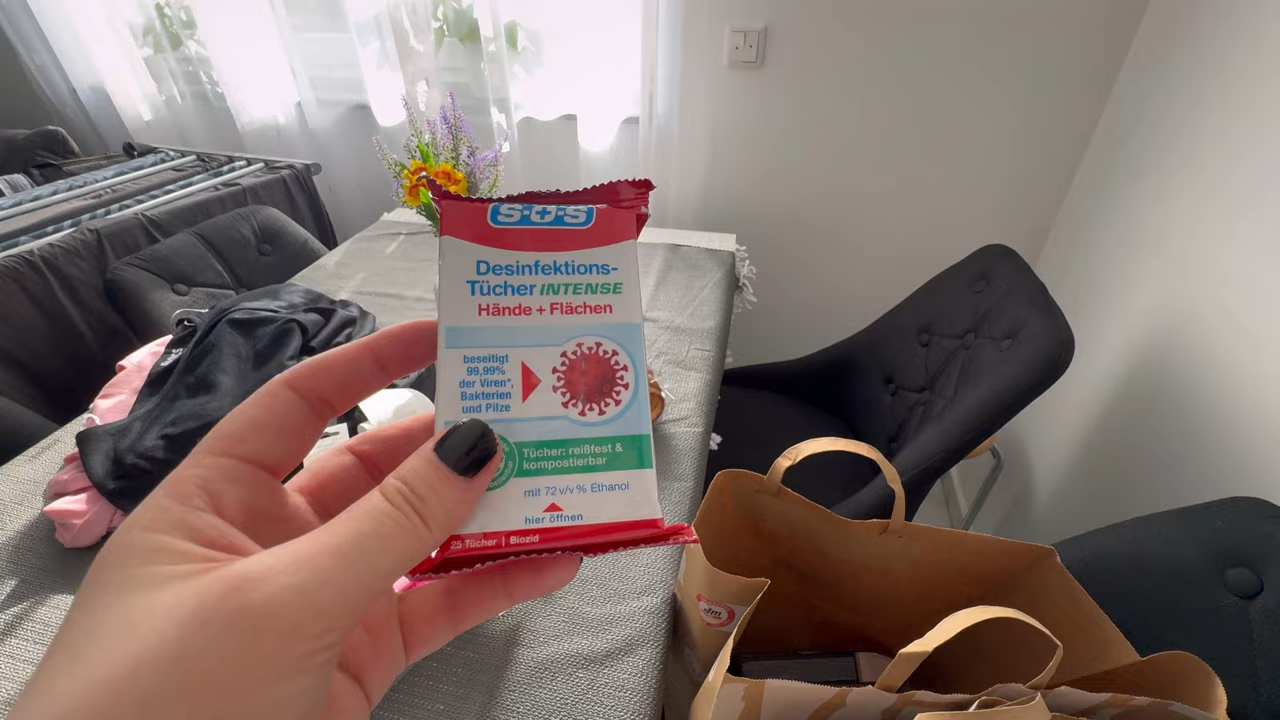 S+O+S
Desinfektions-
Tücher INTENSE
Hände + Flächen
beseitigt
99,99%
der Viren*,
Bakterien
und Pilze
Tücher: reißfest &
kompostierbar
mit 72 v/v % Ethanol
hier öffnen
25 Tücher | Biozid
dm